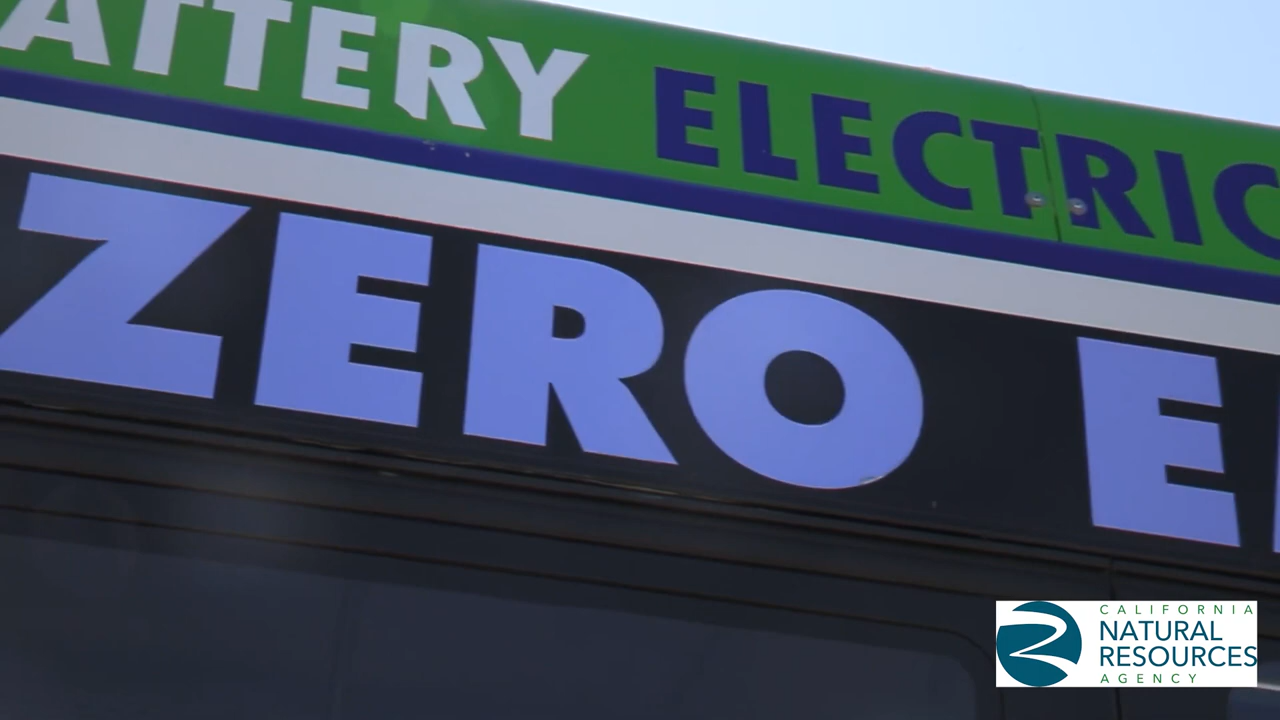 ATTERY ELECTRIC
ZERO E
CALIFORNIA
NATURAL
RESOURCES
AGENCY